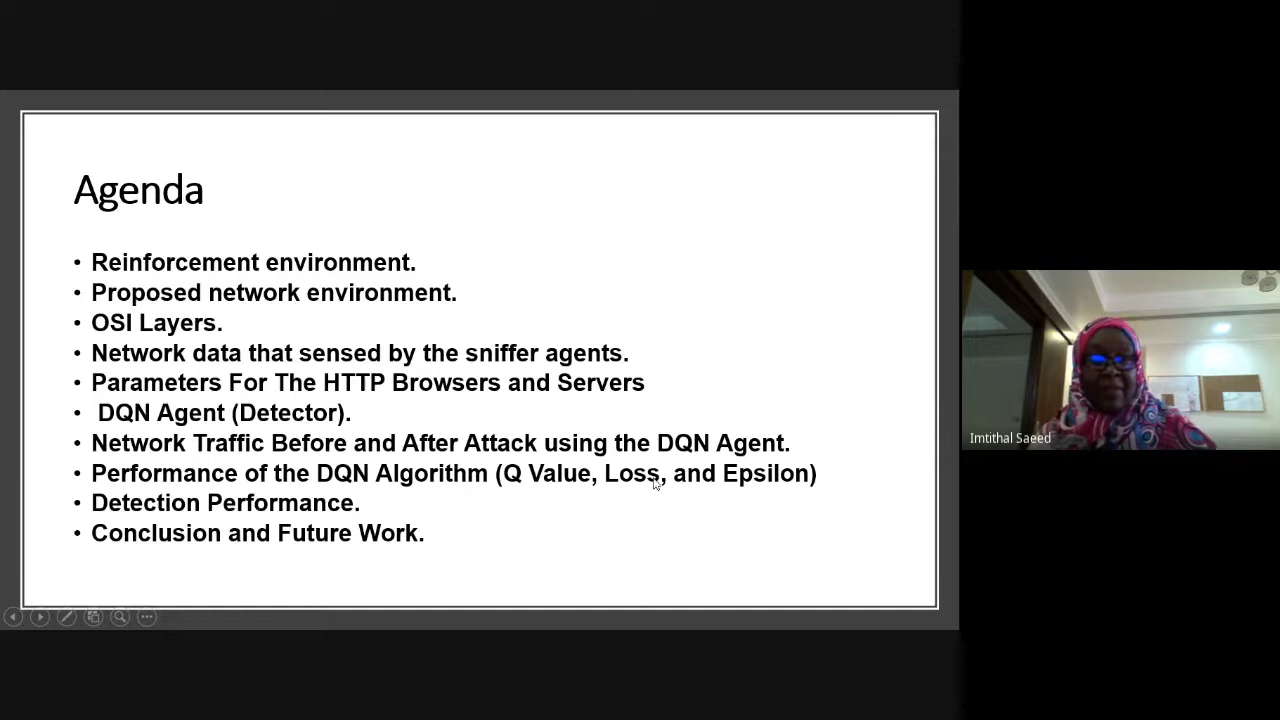 Agenda
• Reinforcement environment.
• Proposed network environment.
• OSI Layers.
• Network data that sensed by the sniffer agents.
• Parameters For The HTTP Browsers and Servers
• DQN Agent (Detector).
• Network Traffic Before and After Attack using the DQN Agent.
• Performance of the DQN Algorithm (Q Value, Loss, and Epsilon)
• Detection Performance.
• Conclusion and Future Work.
Imtithal Saeed